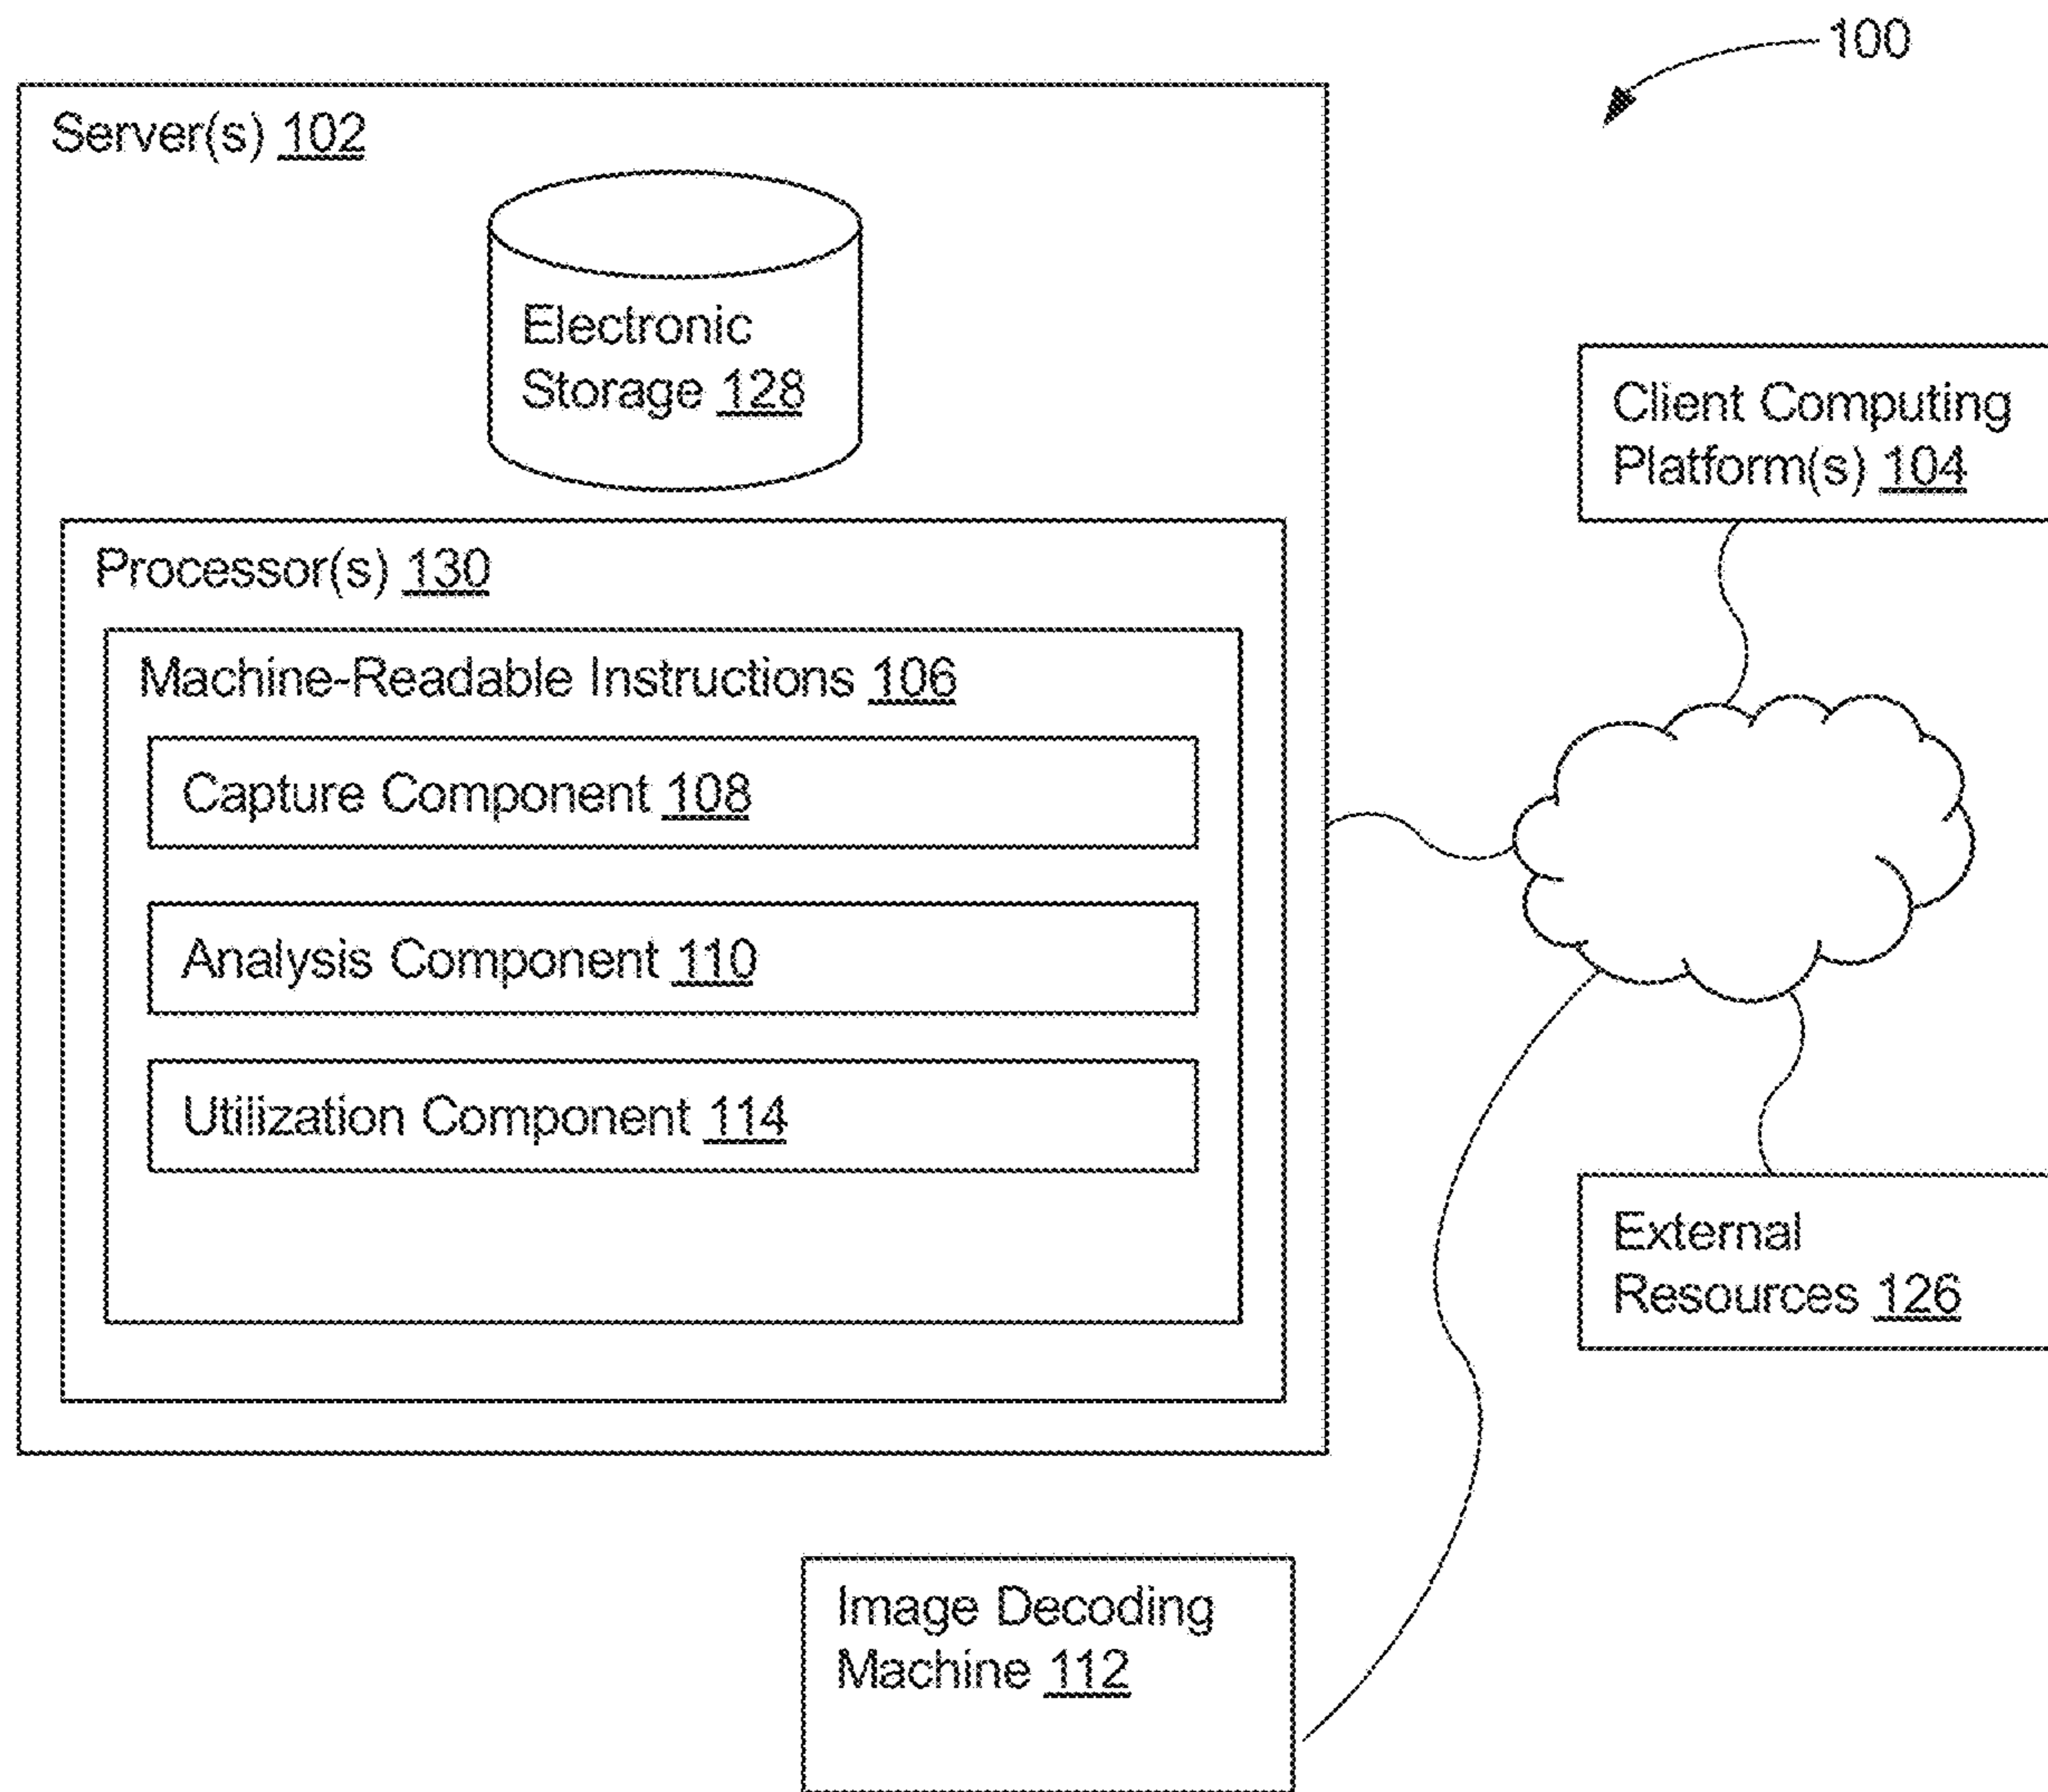 100
Server(s) 102
Electronic
Storage 128
Client Computing
Platform(s) 104
Processor(s) 130
Machine-Readable Instructions 106
Capture Component 108
Analysis Component 110
Utilization Component 114
External
Resources 126
Image Decoding
Machine 112